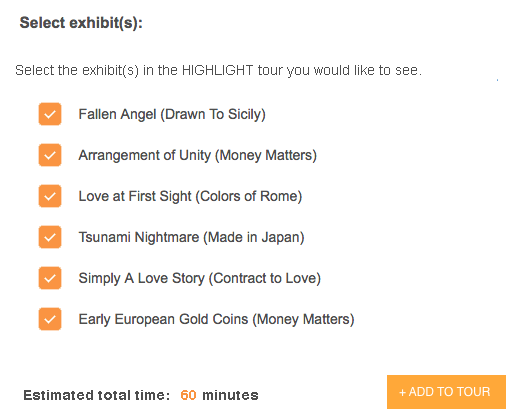 Select exhibit(s):
Select the exhibit(s) in the HIGHLIGHT tour you would like to see.
Fallen Angel (Drawn To Sicily)
Arrangement of Unity (Money Matters)
Love at First Sight (Colors of Rome)
Tsunami Nightmare (Made in Japan)
Simply A Love Story (Contract to Love)
Early European Gold Coins (Money Matters)
Estimated total time: 60 minutes
+ ADD TO TOUR